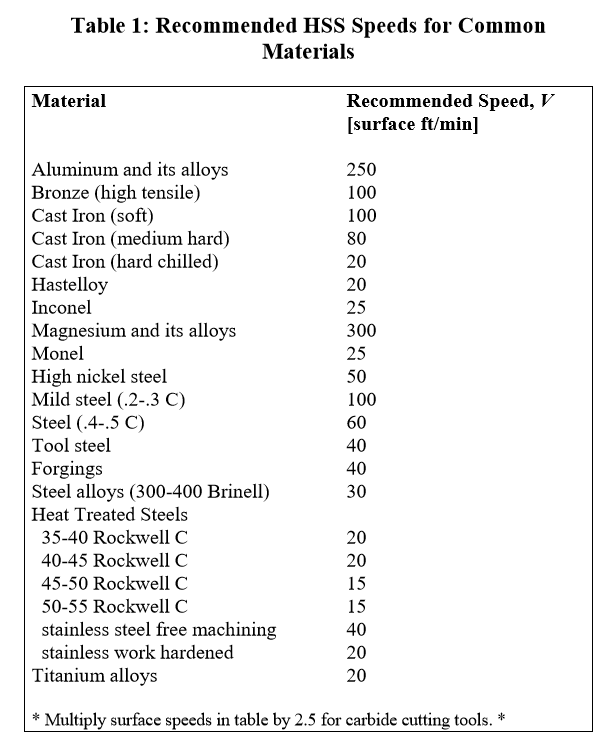 Table 1: Recommended HSS Speeds for Common
Materials
Material Recommended Speed, V
[surface ft/min]
Aluminum and its alloys 250
Bronze (high tensile) 100
Cast Iron (soft) 100
Cast Iron (medium hard) 80
Cast Iron (hard chilled) 20
Hastelloy 20
Inconel 25
Magnesium and its alloys 300
Monel 25
High nickel steel 50
Mild steel (.2-.3 C) 100
Steel (.4-.5 C) 60
Tool steel 40
Forgings 40
Steel alloys (300-400 Brinell) 30
Heat Treated Steels
35-40 Rockwell C 20
40-45 Rockwell C 20
45-50 Rockwell C 15
50-55 Rockwell C 15
stainless steel free machining 40
stainless work hardened 20
Titanium alloys 20
* Multiply surface speeds in table by 2.5 for carbide cutting tools. *